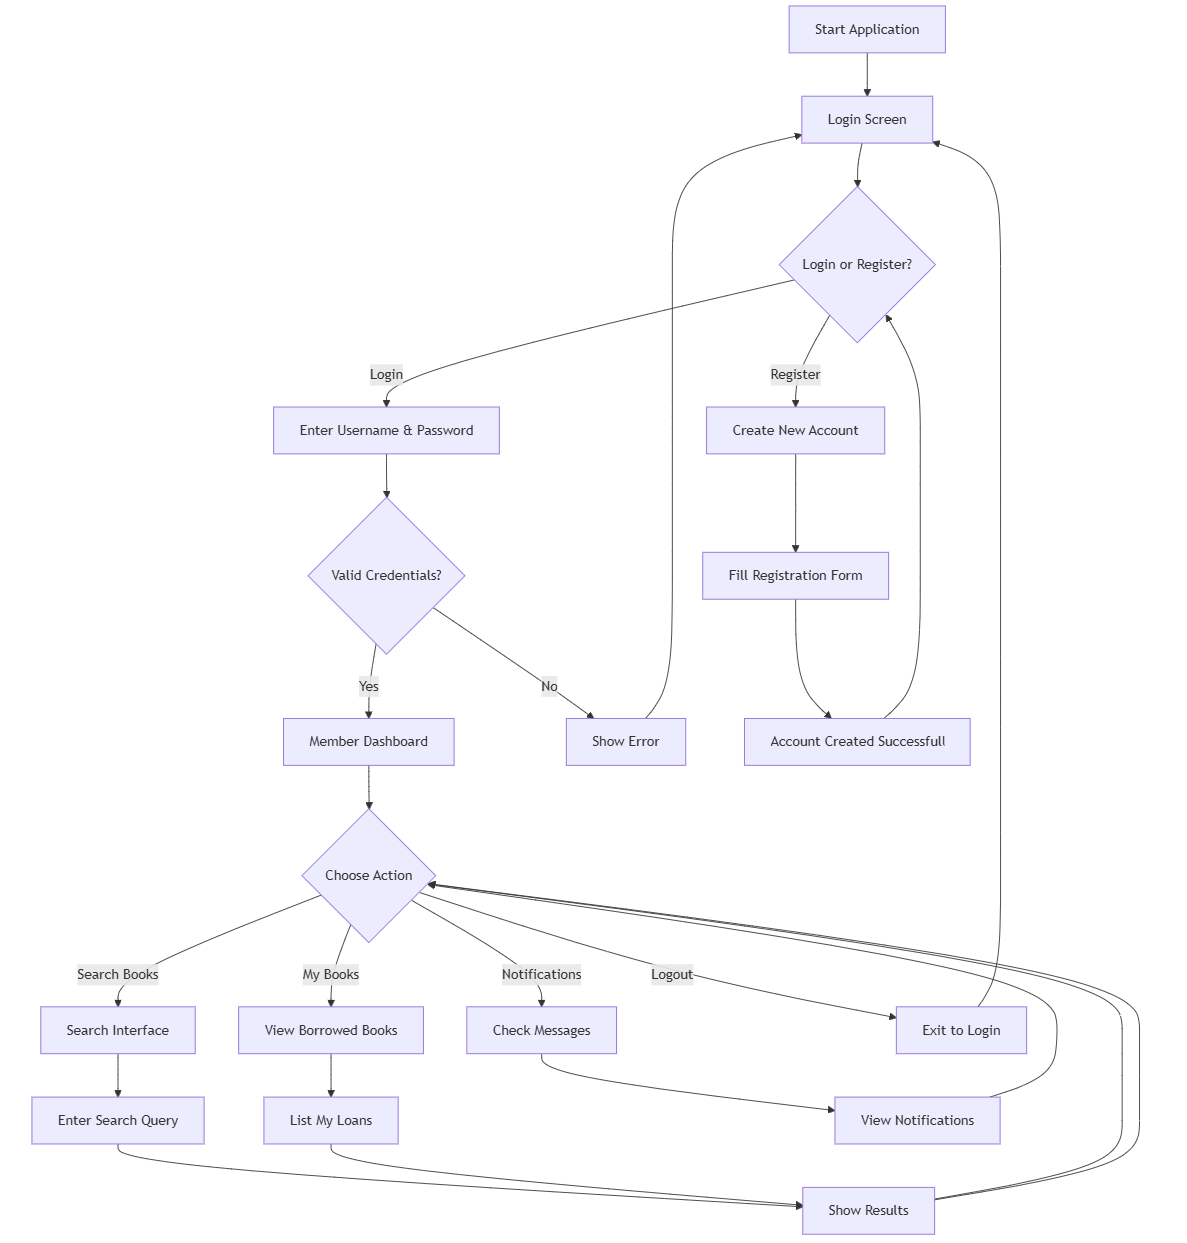 Start Application
Login Screen
Login or Register?
Login
Register
Enter Username & Password
Create New Account
Valid Credentials?
Fill Registration Form
Yes
No
Member Dashboard
Show Error
Account Created Successfull
Choose Action
Search Books
My Books
Notifications
Logout
Search Interface
View Borrowed Books
Check Messages
Exit to Login
Enter Search Query
List My Loans
View Notifications
Show Results